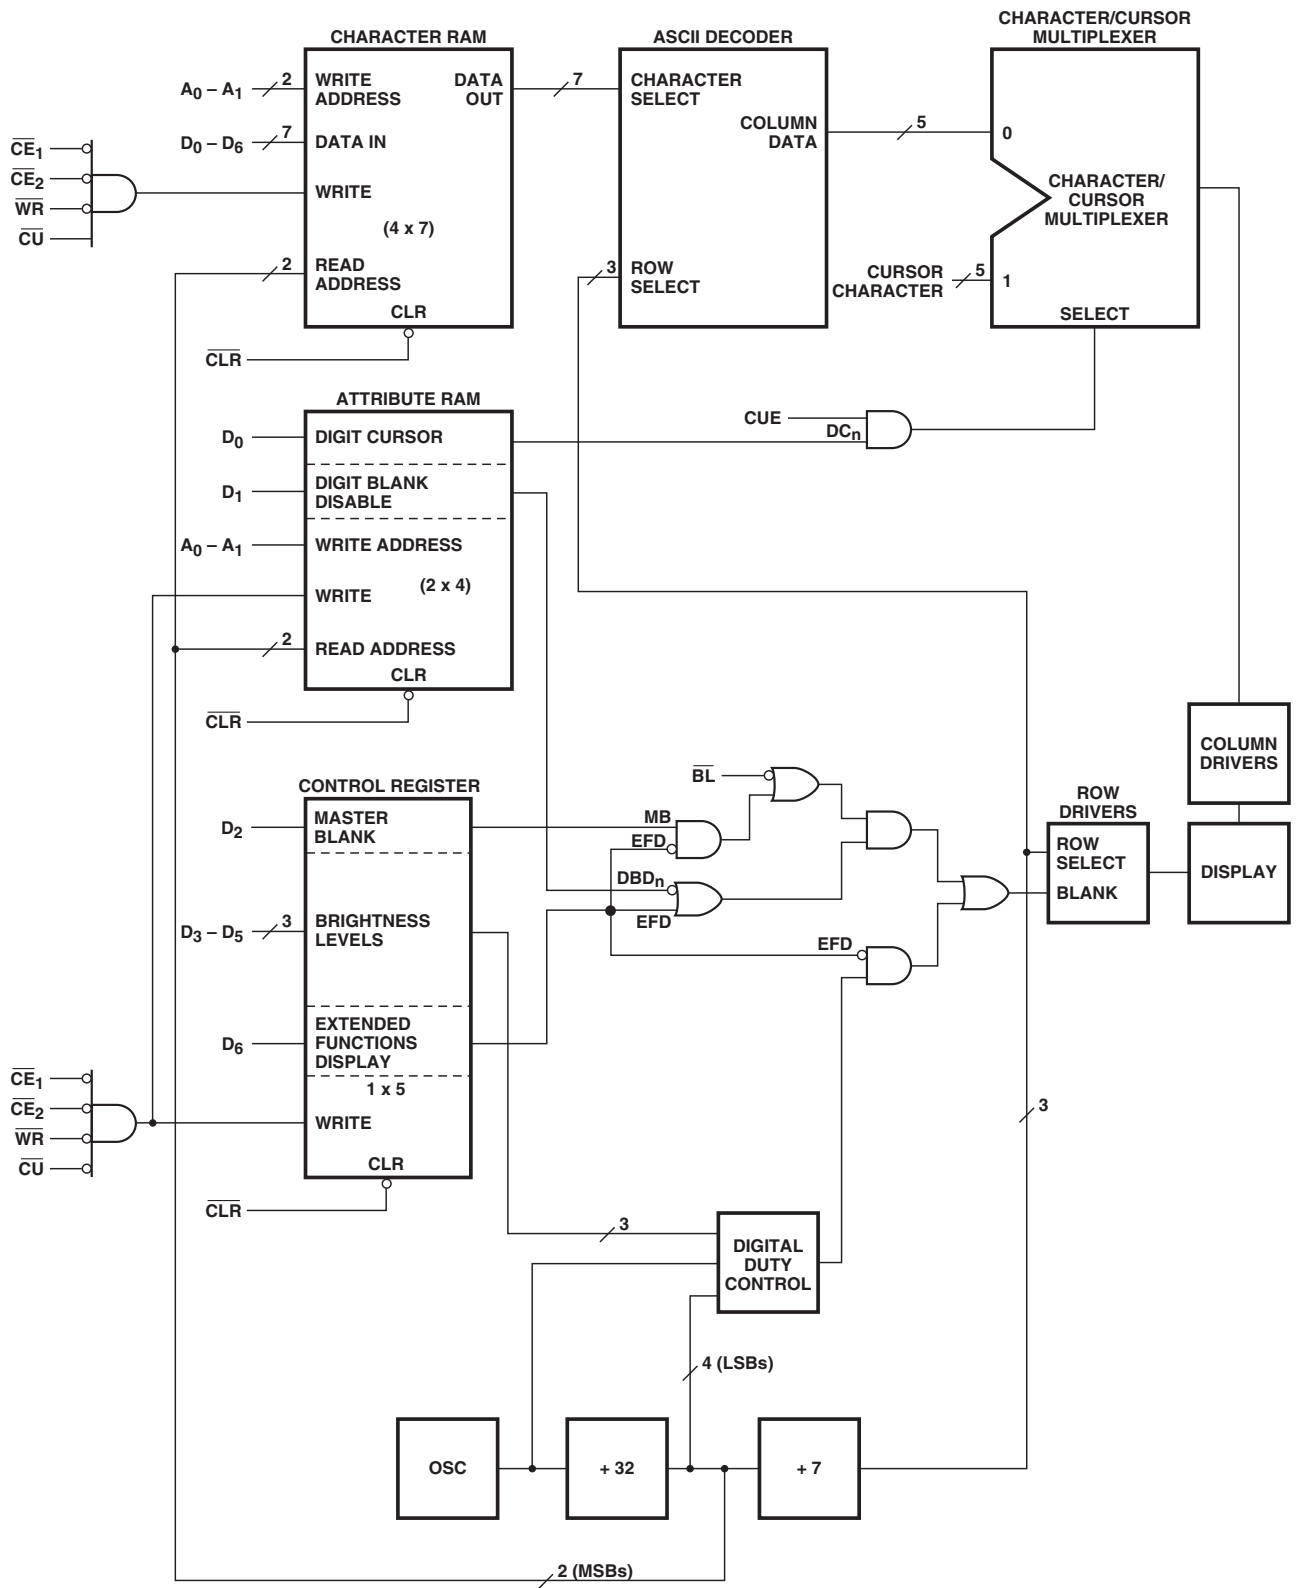 CHARACTER RAM
A0 – A1
2
WRITE
ADDRESS
DATA
OUT
7
D0 – D6
7
DATA IN
CE1
CE2
WR
CU
WRITE
(4 x 7)
2
READ
ADDRESS
CLR
CLR
ASCII DECODER
CHARACTER
SELECT
COLUMN
DATA
5
3
ROW
SELECT
CHARACTER/CURSOR
MULTIPLEXER
0
CHARACTER/
CURSOR
MULTIPLEXER
CURSOR
CHARACTER
5
1
SELECT
ATTRIBUTE RAM
D0
DIGIT CURSOR
D1
DIGIT BLANK
DISABLE
A0 – A1
WRITE ADDRESS
(2 x 4)
WRITE
2
READ ADDRESS
CLR
CLR
CUE
DCn
CONTROL REGISTER
D2
MASTER
BLANK
D3 – D5
3
BRIGHTNESS
LEVELS
D6
EXTENDED
FUNCTIONS
DISPLAY
1 x 5
CE1
CE2
WR
CU
WRITE
CLR
CLR
BL
MB
EFD
DBDn
EFD
EFD
ROW
DRIVERS
ROW
SELECT
BLANK
COLUMN
DRIVERS
DISPLAY
3
3
DIGITAL
DUTY
CONTROL
4 (LSBs)
OSC
+ 32
+ 7
2 (MSBs)